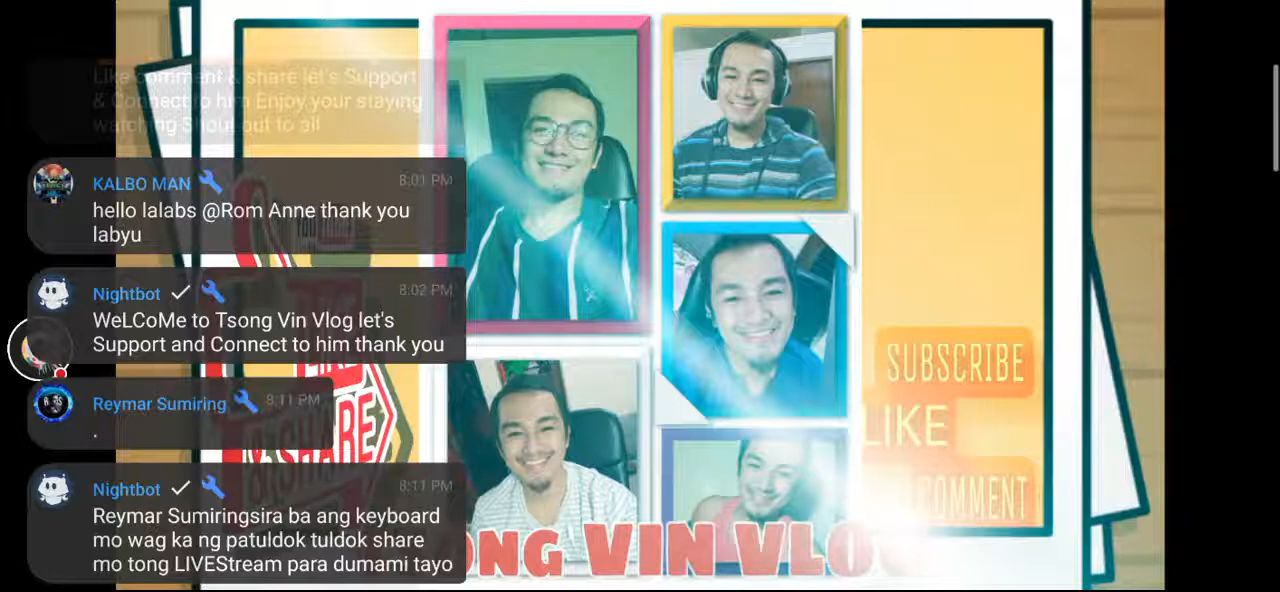 Like comment & share let's Support
& Connect to him Enjoy your staying
watching Shout out to all
KALBO MAN 8:01 PM
hello lalabs @Rom Anne thank you
labyu
Nightbot 8:02 PM
WeLCoMe to Tsong Vin Vlog let's
Support and Connect to him thank you
Reymar Sumiring 8:11 PM
.
Nightbot 8:11 PM
Reymar Sumiringsira ba ang keyboard
mo wag ka ng patuldok tuldok share
mo tong LIVEStream para dumami tayo
& SHARE
SUBSCRIBE
LIKE
COMMENT
ONG VIN VLO